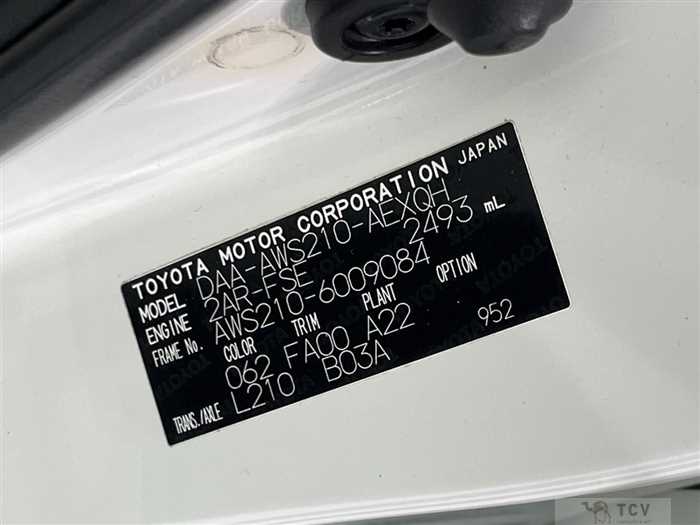 TOYOTA MOTOR CORPORATION JAPAN
MODEL DAA-AWS210-AEXQH
ENGINE 2AR-FSE 2493 mL
FRAME No. AWS210-6009084
COLOR TRIM PLANT OPTION
062 FA00 A22 952
TRANS./AXLE L210 B03A
TCV